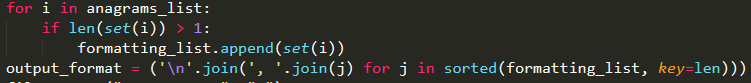 for i in anagrams_list:
    if len(set(i)) > 1:
        formatting_list.append(set(i))
output_format = ('\n'.join(', '.join(j) for j in sorted(formatting_list, key=len)))